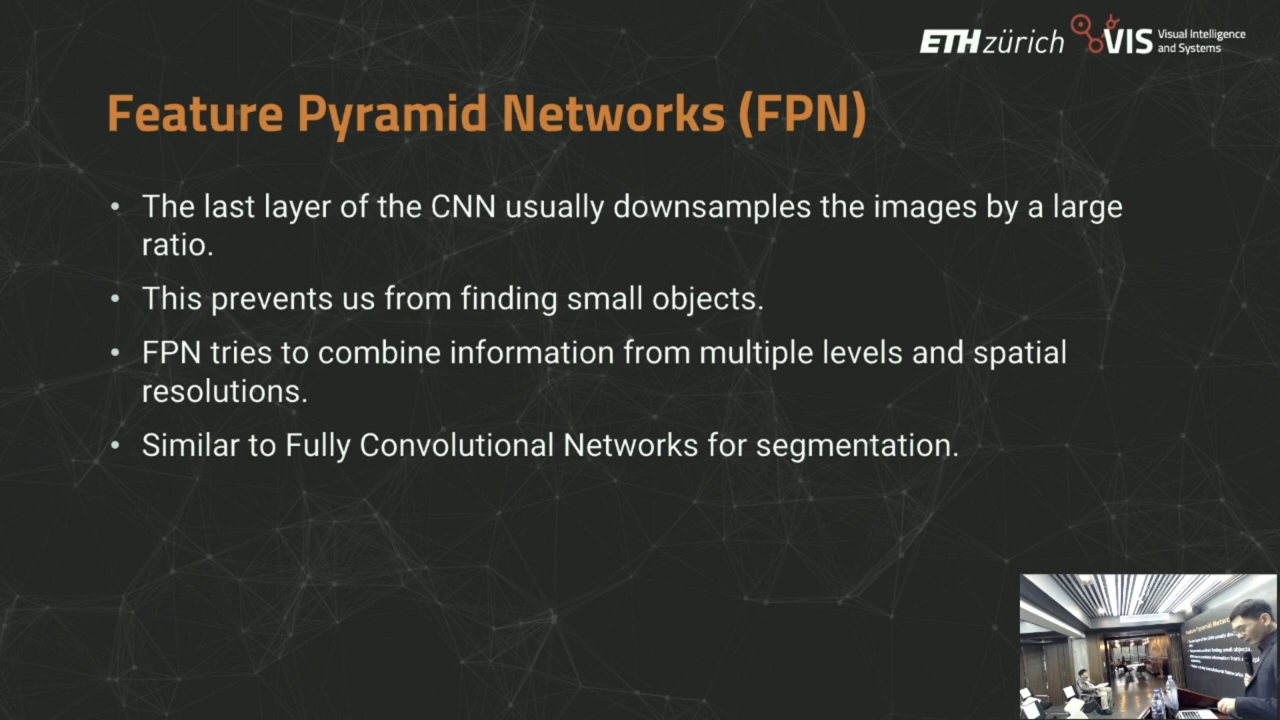 ETH zürich
VIS Visual Intelligence
and Systems
Feature Pyramid Networks (FPN)
• The last layer of the CNN usually downsamples the images by a large
ratio.
• This prevents us from finding small objects.
• FPN tries to combine information from multiple levels and spatial
resolutions.
• Similar to Fully Convolutional Networks for segmentation.